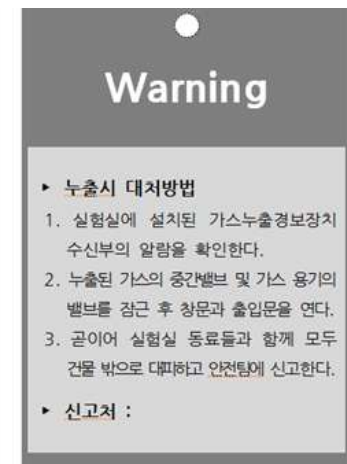 Warning
▸ 누출시 대처방법
1. 실험실에 설치된 가스누출경보장치
수신부의 알람을 확인한다.
2. 누출된 가스의 중간밸브 및 가스 용기의
밸브를 잠근 후 창문과 출입문을 연다.
3. 곧이어 실험실 동료들과 함께 모두
건물 밖으로 대피하고 안전팀에 신고한다.
▸ 신고처 :